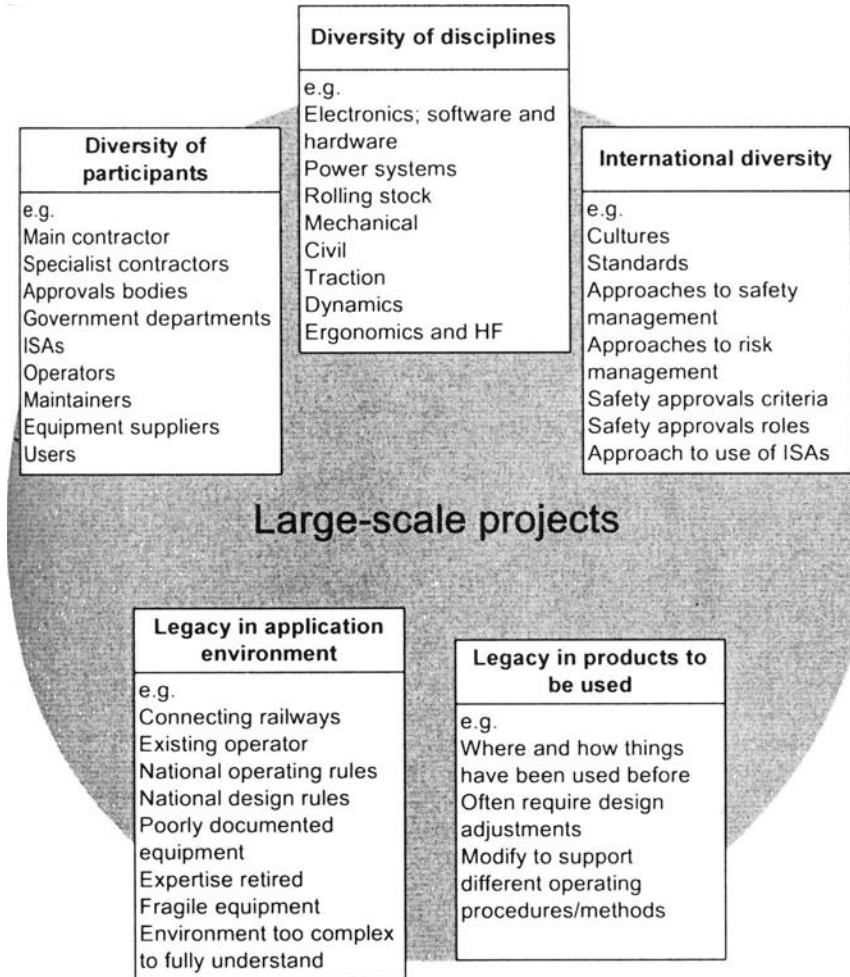 Diversity of disciplines
e.g.
Electronics; software and
hardware
Power systems
Rolling stock
Mechanical
Civil
Traction
Dynamics
Ergonomics and HF
Diversity of
participants
e.g.
Main contractor
Specialist contractors
Approvals bodies
Government departments
ISAs
Operators
Maintainers
Equipment suppliers
Users
International diversity
e.g.
Cultures
Standards
Approaches to safety
management
Approaches to risk
management
Safety approvals criteria
Safety approvals roles
Approach to use of ISAs
Large-scale projects
Legacy in application
environment
e.g.
Connecting railways
Existing operator
National operating rules
National design rules
Poorly documented
equipment
Expertise retired
Fragile equipment
Environment too complex
to fully understand
Legacy in products to
be used
e.g.
Where and how things
have been used before
Often require design
adjustments
Modify to support
different operating
procedures/methods